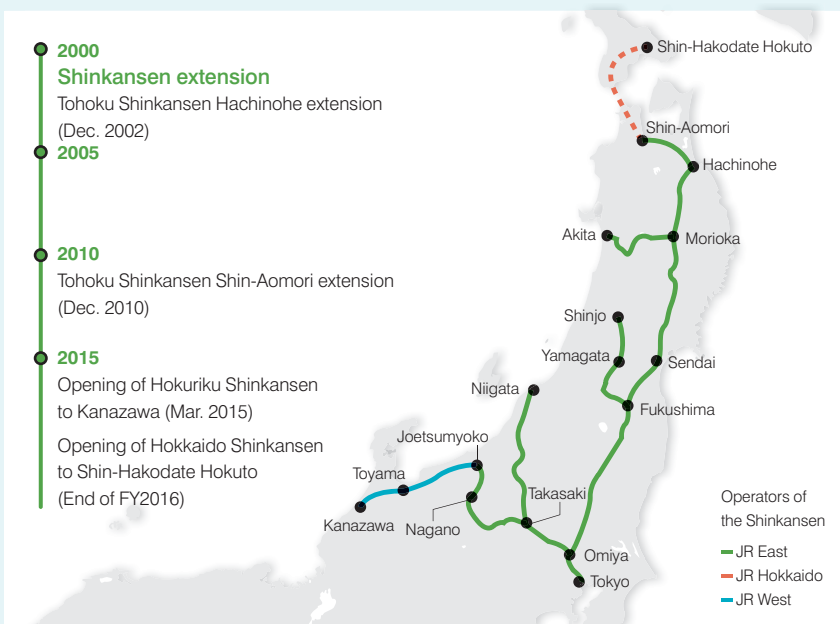 2000
Shinkansen extension
Tohoku Shinkansen Hachinohe extension
(Dec. 2002)
2005
2010
Tohoku Shinkansen Shin-Aomori extension
(Dec. 2010)
2015
Opening of Hokuriku Shinkansen
to Kanazawa (Mar. 2015)
Opening of Hokkaido Shinkansen
to Shin-Hakodate Hokuto
(End of FY2016)
Shin-Hakodate Hokuto
Shin-Aomori
Hachinohe
Akita
Morioka
Shinjo
Yamagata
Sendai
Niigata
Fukushima
Joetsumyoko
Toyama
Takasaki
Kanazawa
Nagano
Omiya
Tokyo
Operators of
the Shinkansen
JR East
JR Hokkaido
JR West